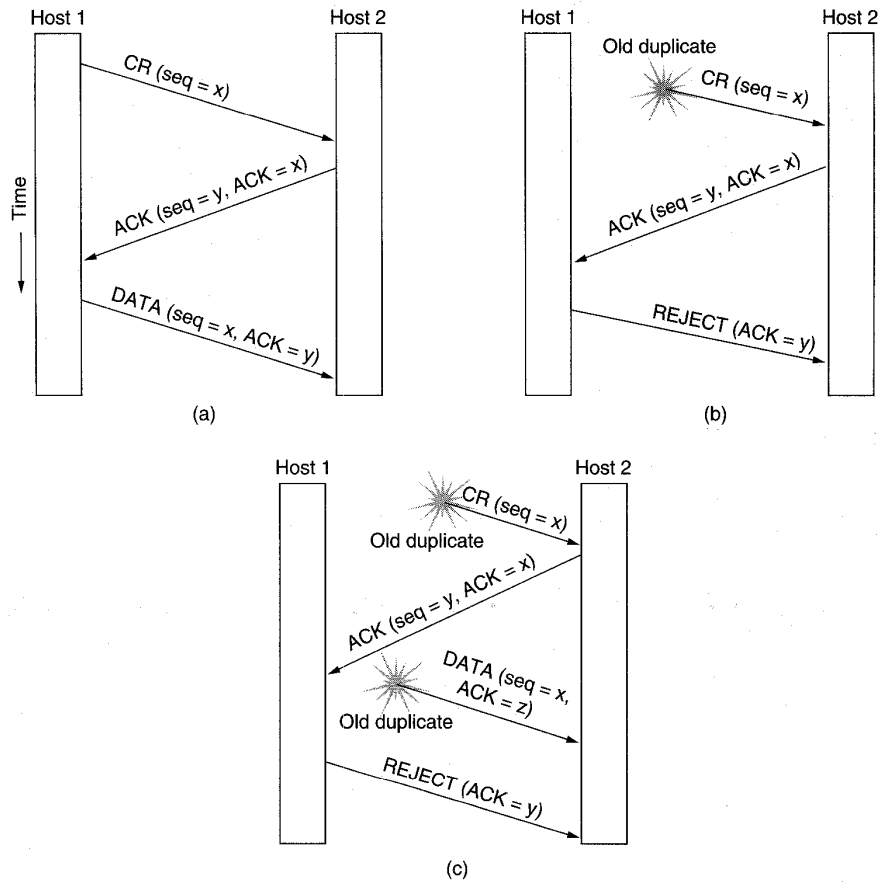 Host 1
Host 2
CR (seq = x)
ACK (seq = y, ACK = x)
DATA (seq = x, ACK = y)
Time
(a)
Host 1
Host 2
Old duplicate
CR (seq = x)
ACK (seq = y, ACK = x)
REJECT (ACK = y)
(b)
Host 1
Host 2
CR (seq = x)
Old duplicate
ACK (seq = y, ACK = x)
DATA (seq = x,
ACK = z)
Old duplicate
REJECT (ACK = y)
(c)